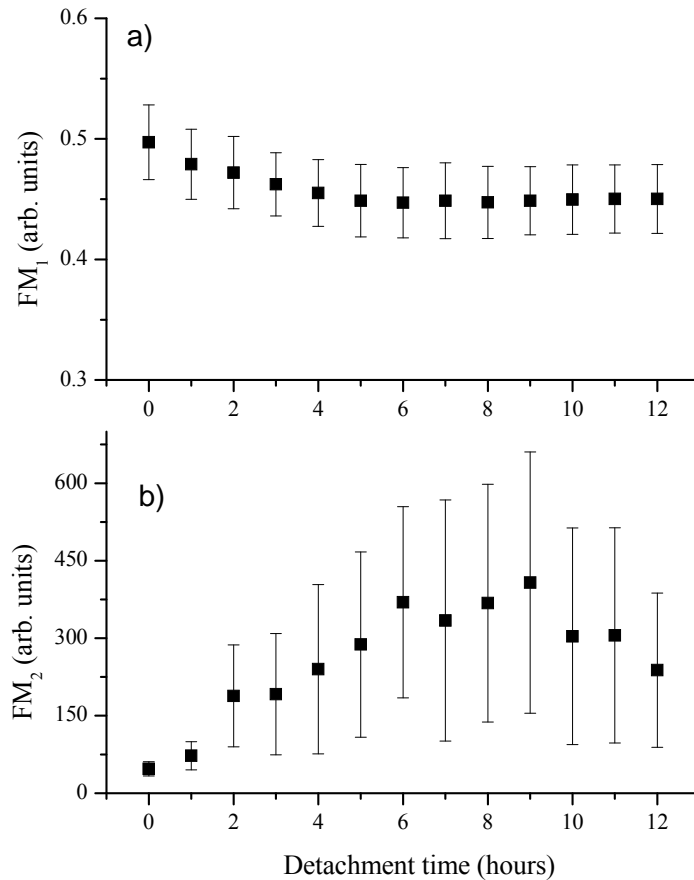 a)
0.6
0.5
0.4
0.3
FM₁ (arb. units)
0 2 4 6 8 10 12
b)
600
450
300
150
0
FM₂ (arb. units)
0 2 4 6 8 10 12
Detachment time (hours)